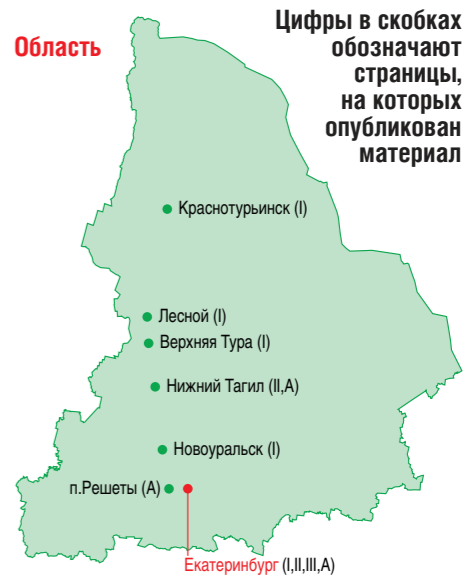 Область
Цифры в скобках
обозначают
страницы,
на которых
опубликован
материал
Краснотурьинск (I)
Лесной (I)
Верхняя Тура (I)
Нижний Тагил (II,А)
Новоуральск (I)
п.Решеты (А)
Екатеринбург (I,II,III,А)